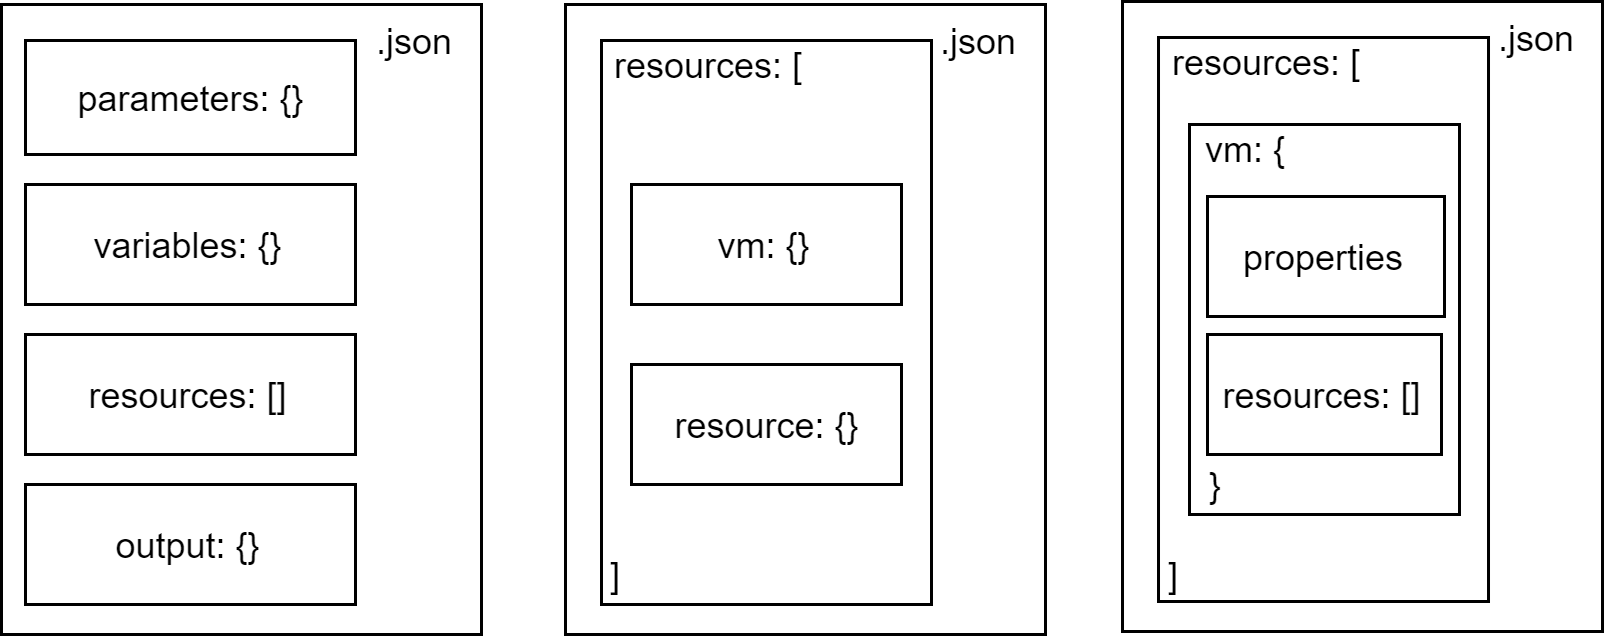 .json
parameters: {}
variables: {}
resources: []
output: {}
.json
resources: [
vm: {}
resource: {}
]
.json
resources: [
vm: {
properties
resources: []
}
]